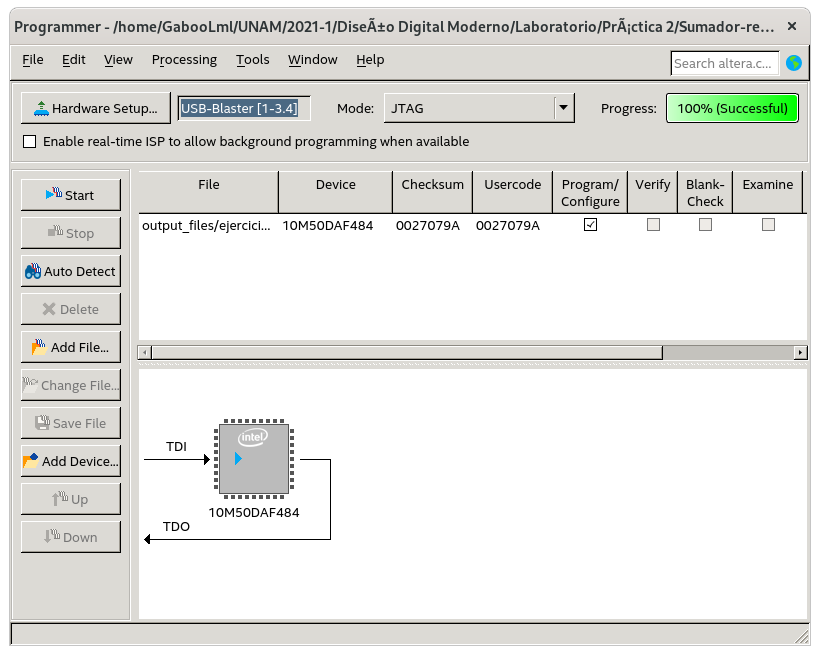 Programmer - /home/GabooLml/UNAM/2021-1/DiseÃ±o Digital Moderno/Laboratorio/PrÃ¡ctica 2/Sumador-re...
File Edit View Processing Tools Window Help
Search altera.c...
Hardware Setup... USB-Blaster [1-3.4] Mode: JTAG Progress: 100% (Successful)
Enable real-time ISP to allow background programming when available
Start
Stop
Auto Detect
Delete
Add File...
Change File...
Save File
Add Device...
Up
Down
File Device Checksum Usercode Program/ Configure Verify Blank- Check Examine
output_files/ejercici... 10M50DAF484 0027079A 0027079A
TDI
intel
10M50DAF484
TDO